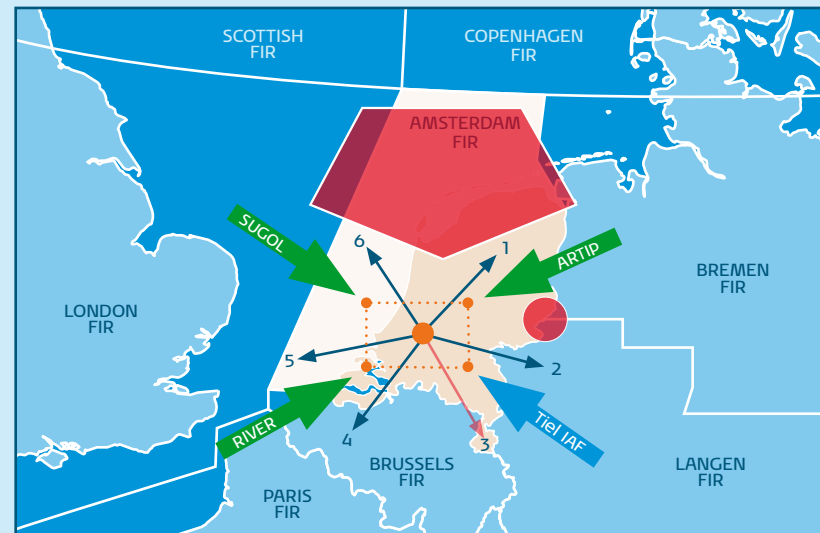 SCOTTISH
FIR
COPENHAGEN
FIR
AMSTERDAM
FIR
SUGOL
6
1
ARTIP
BREMEN
FIR
LONDON
FIR
5
2
RIVER
4
3
Tiel IAF
BRUSSELS
FIR
LANGEN
FIR
PARIS
FIR